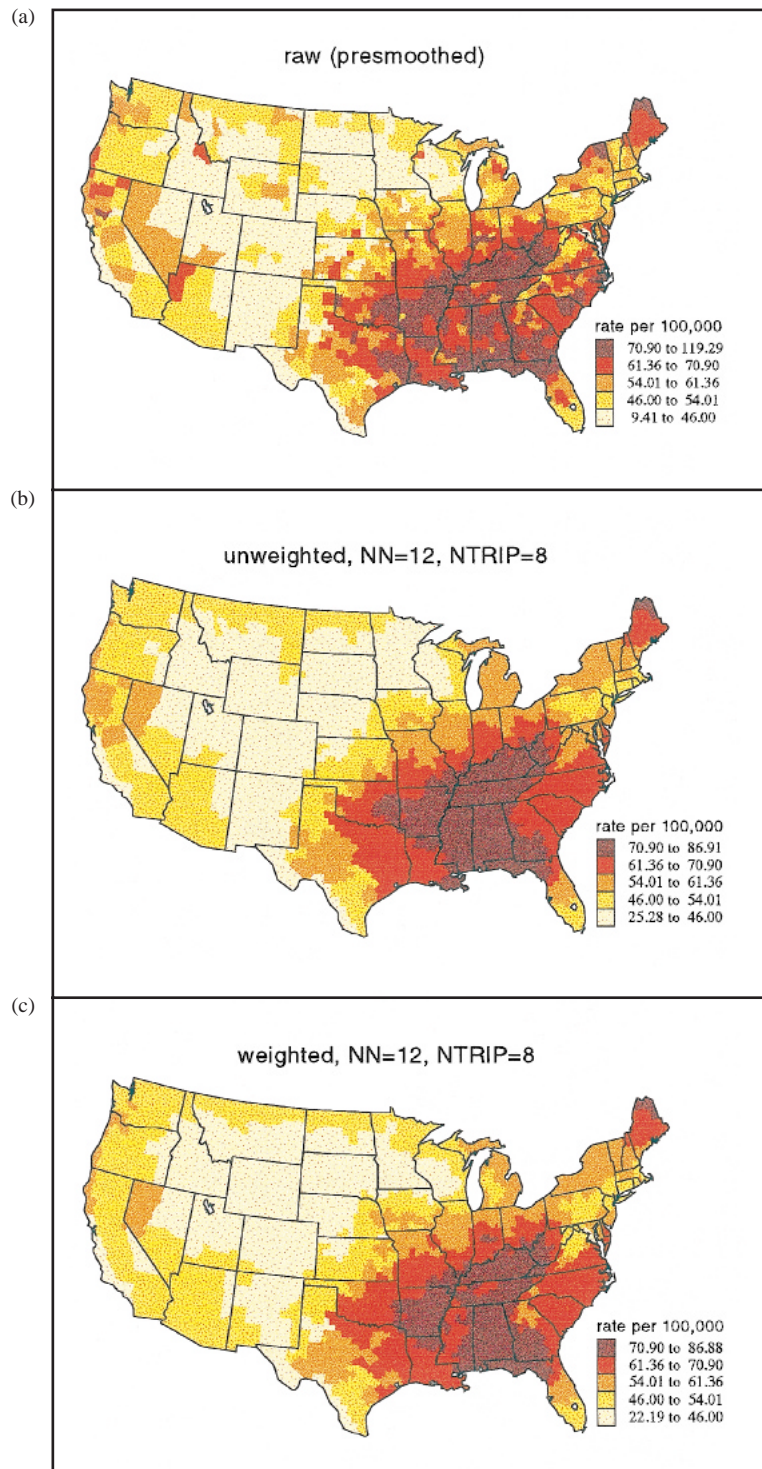 (a)
raw (presmoothed)
rate per 100,000
70.90 to 119.29
61.36 to 70.90
54.01 to 61.36
46.00 to 54.01
9.41 to 46.00
(b)
unweighted, NN=12, NTRIP=8
rate per 100,000
70.90 to 86.91
61.36 to 70.90
54.01 to 61.36
46.00 to 54.01
25.28 to 46.00
(c)
weighted, NN=12, NTRIP=8
rate per 100,000
70.90 to 86.88
61.36 to 70.90
54.01 to 61.36
46.00 to 54.01
22.19 to 46.00